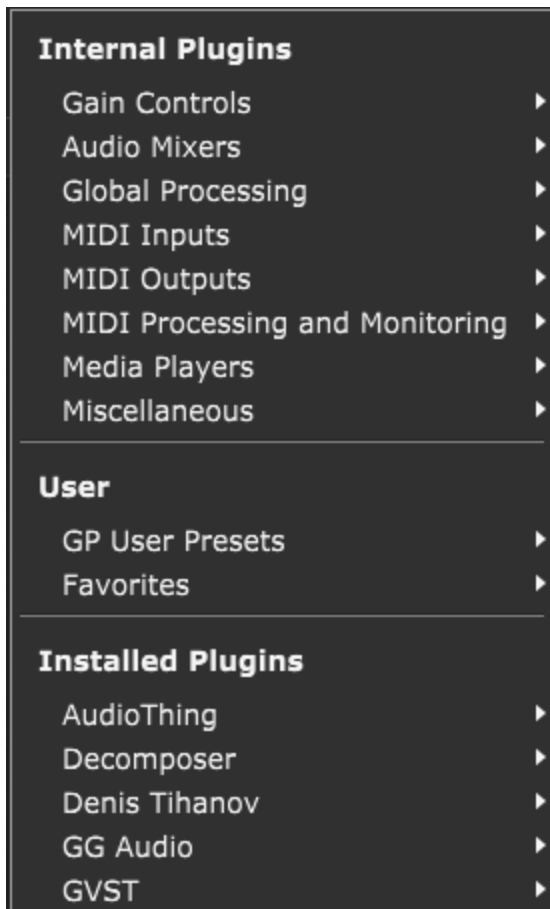 Internal Plugins
Gain Controls
Audio Mixers
Global Processing
MIDI Inputs
MIDI Outputs
MIDI Processing and Monitoring
Media Players
Miscellaneous
User
GP User Presets
Favorites
Installed Plugins
AudioThing
Decomposer
Denis Tihanov
GG Audio
GVST